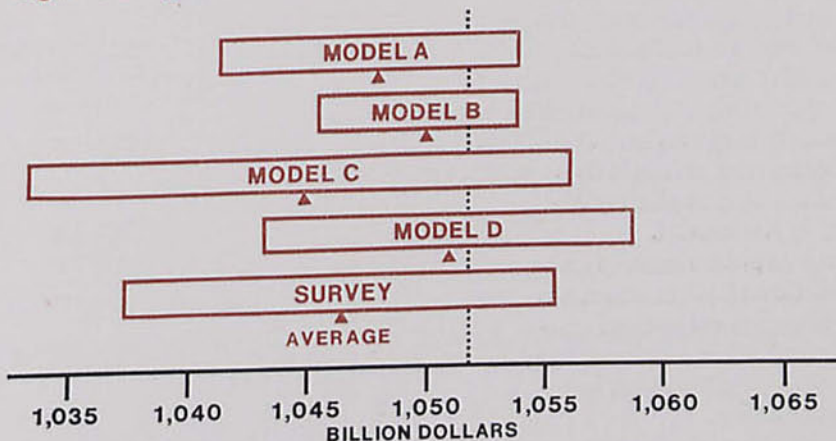 MODEL A
MODEL B
MODEL C
MODEL D
SURVEY
AVERAGE
1,035 1,040 1,045 1,050 1,055 1,060 1,065
BILLION DOLLARS